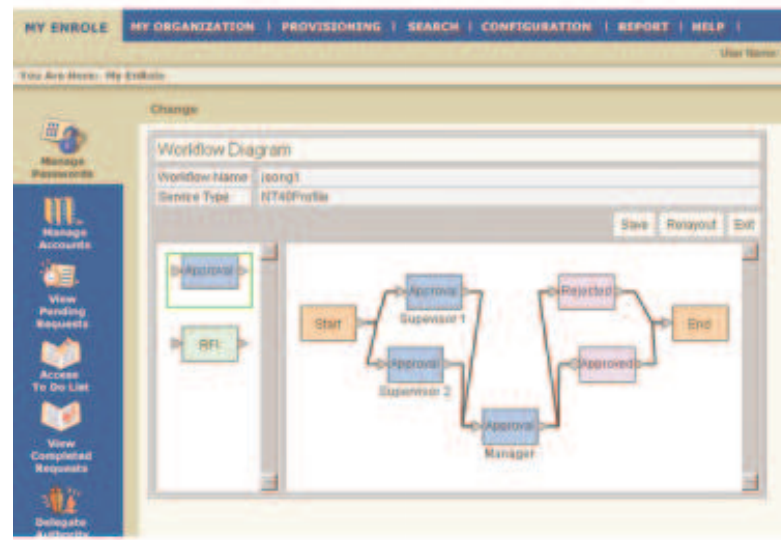 MY ENROLE
MY ORGANIZATION | PROVISIONING | SEARCH | CONFIGURATION | REPORT | HELP |
User Name
You Are Here: My EnRole
Change
Manage
Passwords
Manage
Accounts
View
Pending
Requests
Access
To Do List
View
Completed
Requests
Delegate
Authority
Workflow Diagram
Workflow Name
Service Type
NT40Profile
Save
Relayout
Exit
Approval
RFI
Start
Approval
Supervisor 1
Approval
Supervisor 2
Approval
Manager
Rejected
Approved
End